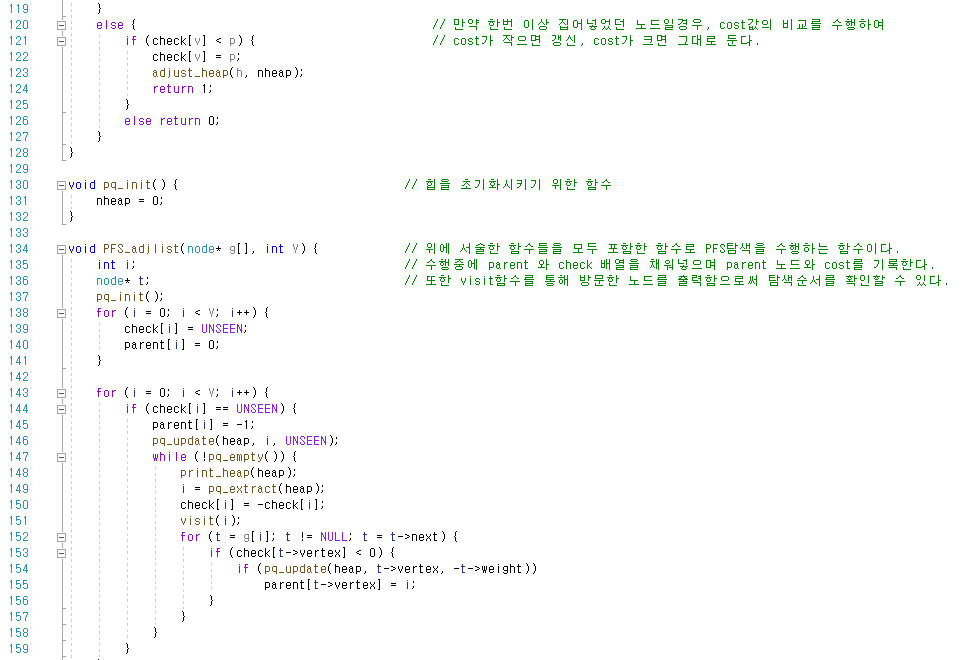 119 }
120 else { // 만약 한번 이상 집어넣었던 노드일경우, cost값의 비교를 수행하여
121 if (check[v] < p) { // cost가 작으면 갱신, cost가 크면 그대로 둔다.
122 check[v] = p;
123 adjust_heap(h, nheap);
124 return 1;
125 }
126 else return 0;
127 }
128 }
129
130 void pq_init() { // 힙을 초기화시키기 위한 함수
131 nheap = 0;
132 }
133
134 void PFS_adjlist(node* g[], int V) { // 위에 서술한 함수들을 모두 포함한 함수로 PFS탐색을 수행하는 함수이다.
135 int i; // 수행중에 parent 와 check 배열을 채워넣으며 parent 노드와 cost를 기록한다.
136 node* t; // 또한 visit함수를 통해 방문한 노드를 출력함으로써 탐색순서를 확인할 수 있다.
137 pq_init();
138 for (i = 0; i < V; i++) {
139 check[i] = UNSEEN;
140 parent[i] = 0;
141 }
142
143 for (i = 0; i < V; i++) {
144 if (check[i] == UNSEEN) {
145 parent[i] = -1;
146 pq_update(heap, i, UNSEEN);
147 while (!pq_empty()) {
148 print_heap(heap);
149 i = pq_extract(heap);
150 check[i] = -check[i];
151 visit(i);
152 for (t = g[i]; t != NULL; t = t->next) {
153 if (check[t->vertex] < 0) {
154 if (pq_update(heap, t->vertex, -t->weight))
155 parent[t->vertex] = i;
156 }
157 }
158 }
159 }